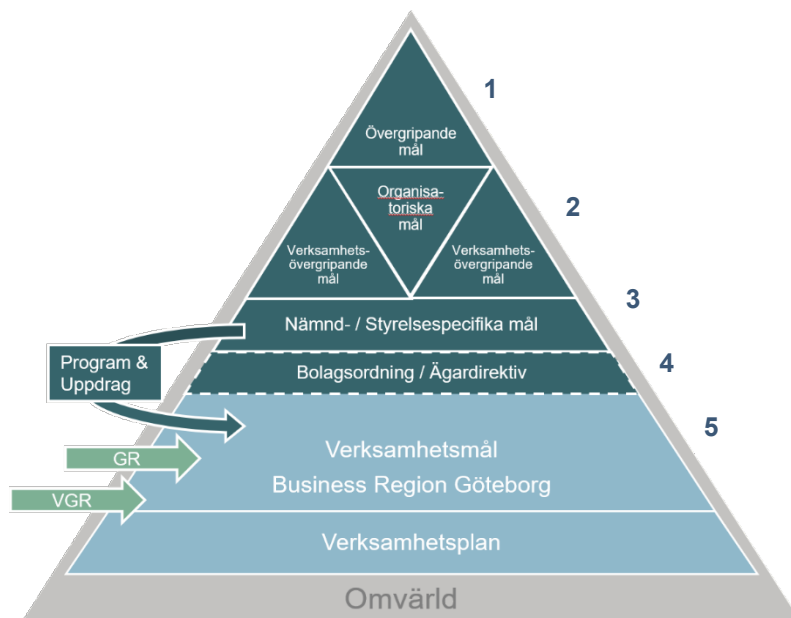 1
Övergripande
mål
Organisa-
toriska
mål
2
Verksamhets-
övergripande
mål
Verksamhets-
övergripande
mål
3
Nämnd- / Styrelsespecifika mål
Program &
Uppdrag
4
Bolagsordning / Ägardirektiv
5
Verksamhetsmål
GR
Business Region Göteborg
VGR
Verksamhetsplan
Omvärld